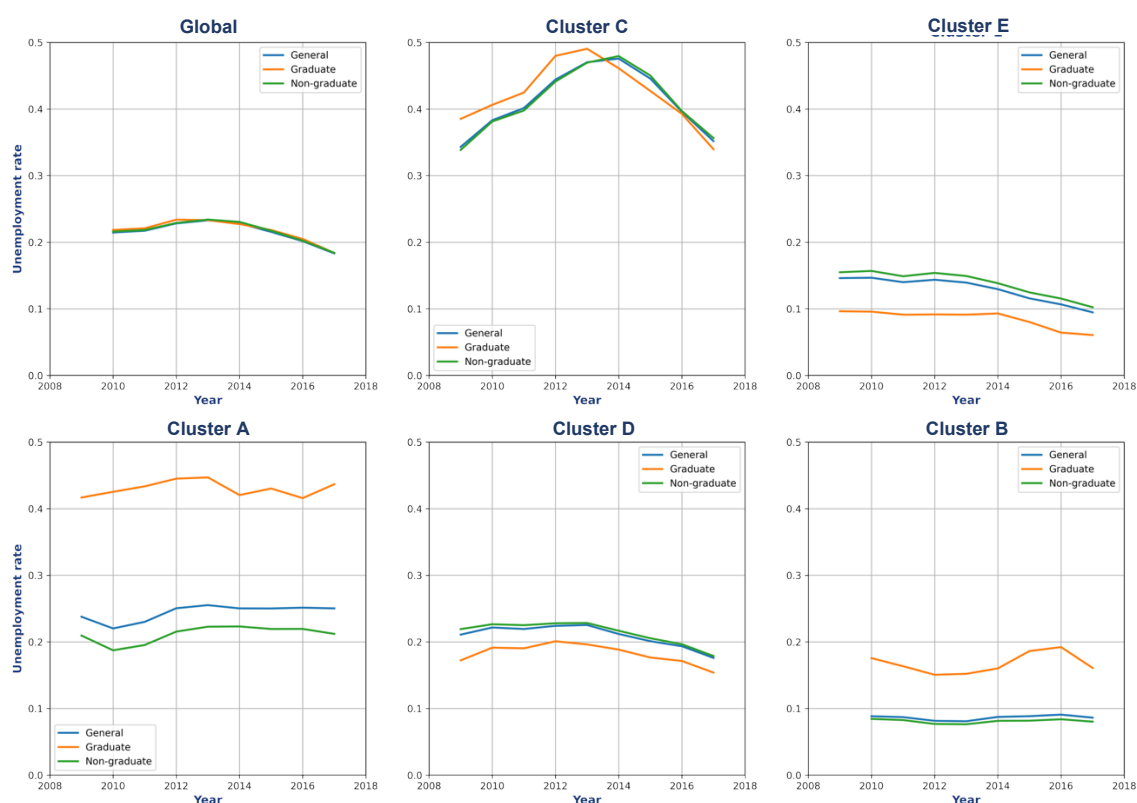 Global
0.5
0.4
0.3
0.2
0.1
0.0
Unemployment rate
General
Graduate
Non-graduate
2008 2010 2012 2014 2016 2018
Year
Cluster C
0.5
0.4
0.3
0.2
0.1
0.0
General
Graduate
Non-graduate
2008 2010 2012 2014 2016 2018
Year
Cluster E
0.5
0.4
0.3
0.2
0.1
0.0
General
Graduate
Non-graduate
2008 2010 2012 2014 2016 2018
Year
Cluster A
0.5
0.4
0.3
0.2
0.1
0.0
Unemployment rate
General
Graduate
Non-graduate
2008 2010 2012 2014 2016 2018
Year
Cluster D
0.5
0.4
0.3
0.2
0.1
0.0
General
Graduate
Non-graduate
2008 2010 2012 2014 2016 2018
Year
Cluster B
0.5
0.4
0.3
0.2
0.1
0.0
General
Graduate
Non-graduate
2008 2010 2012 2014 2016 2018
Year